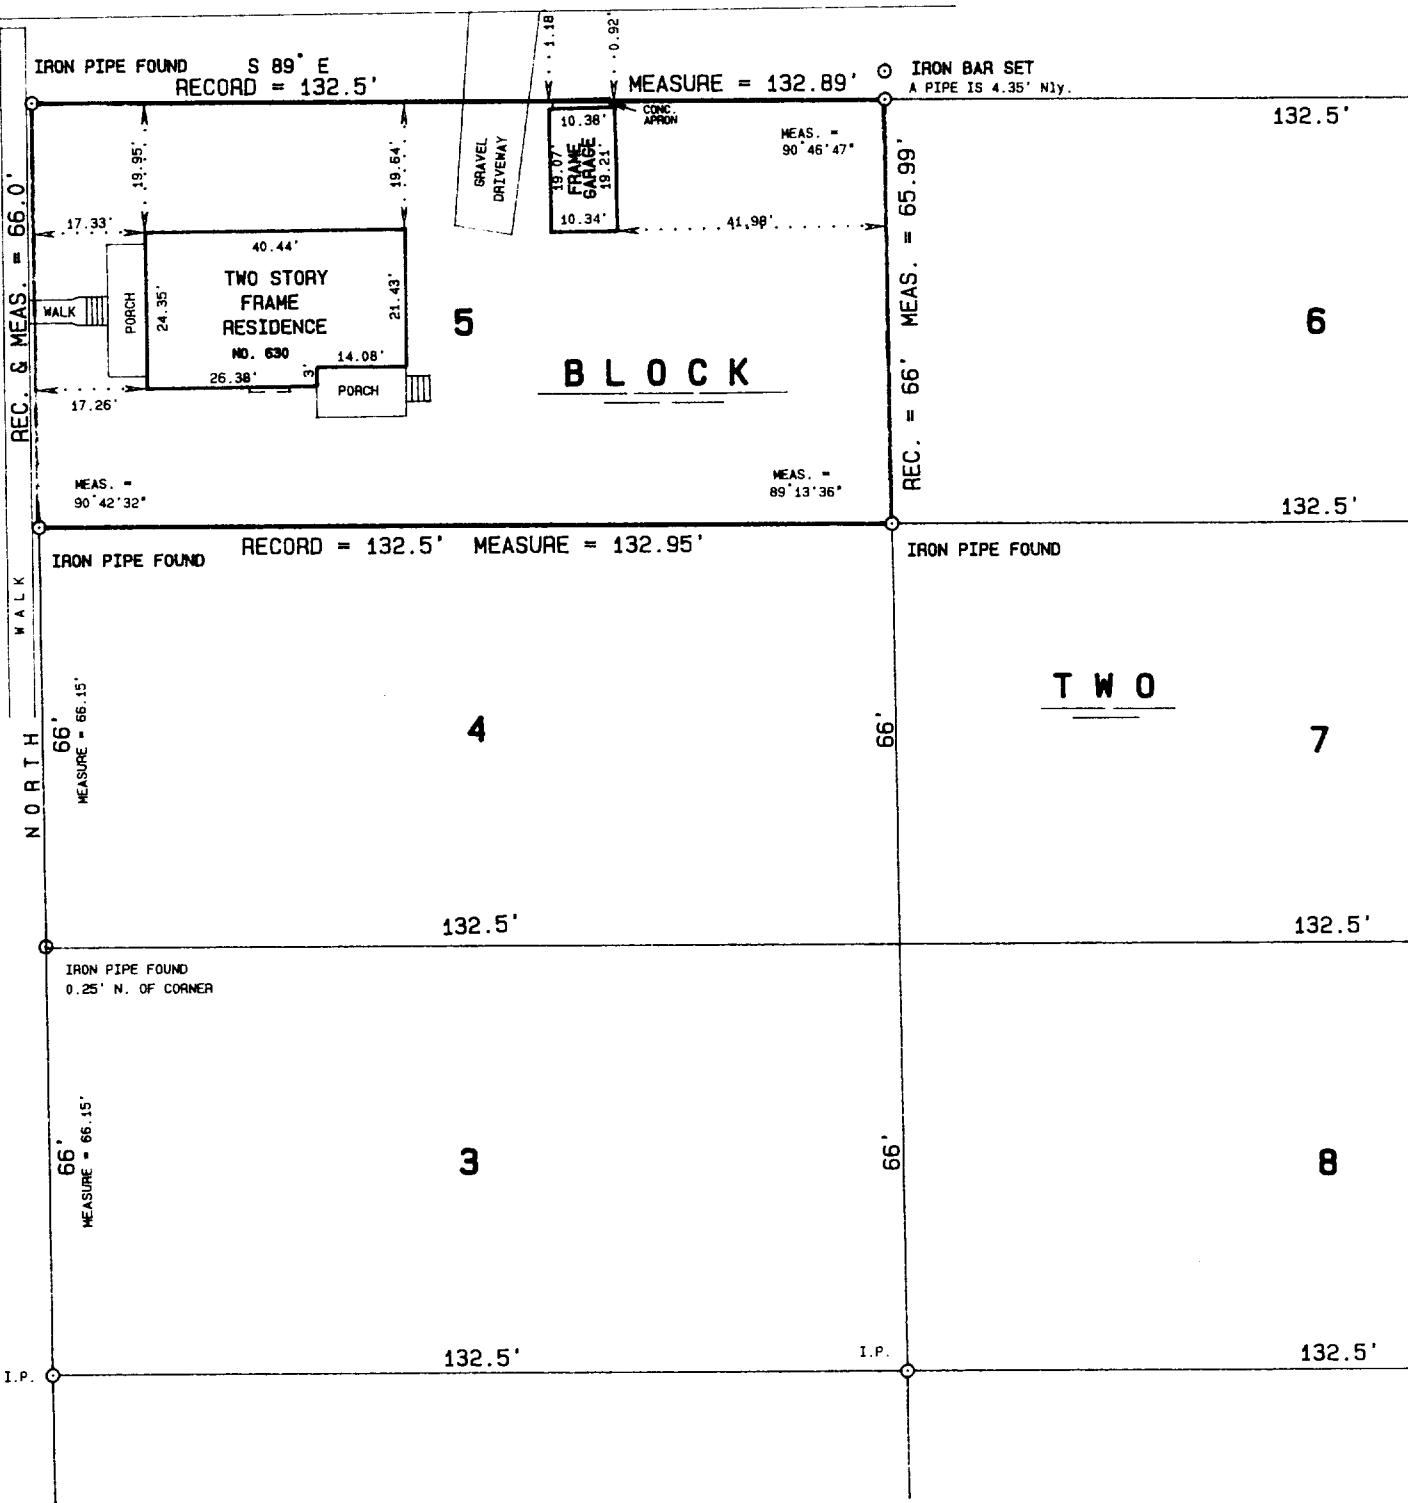 1.18'
0.92'
IRON PIPE FOUND
S 89° E
RECORD = 132.5'
MEASURE = 132.89'
IRON BAR SET
A PIPE IS 4.35' Nly.
132.5'
CONC.
APRON
10.38'
MEAS. =
90°46'47"
19.95'
19.64'
GRAVEL
DRIVEWAY
19.07'
FRAME
GARAGE
19.21'
10.34'
41.98'
17.33'
40.44'
TWO STORY
FRAME
RESIDENCE
NO. 630
24.35'
21.43'
WALK
PORCH
14.08'
3'
26.38'
PORCH
17.26'
REC. & MEAS. = 66.0'
5
BLOCK
REC. = 66' MEAS. = 65.99'
6
MEAS. =
90°42'32"
MEAS. =
89°13'36"
132.5'
RECORD = 132.5' MEASURE = 132.95'
IRON PIPE FOUND
IRON PIPE FOUND
WALK
NORTH
66'
MEASURE = 66.15'
4
66'
TWO
7
132.5'
132.5'
IRON PIPE FOUND
0.25' N. OF CORNER
66'
MEASURE = 66.15'
3
66'
8
132.5'
I.P.
132.5'
I.P.